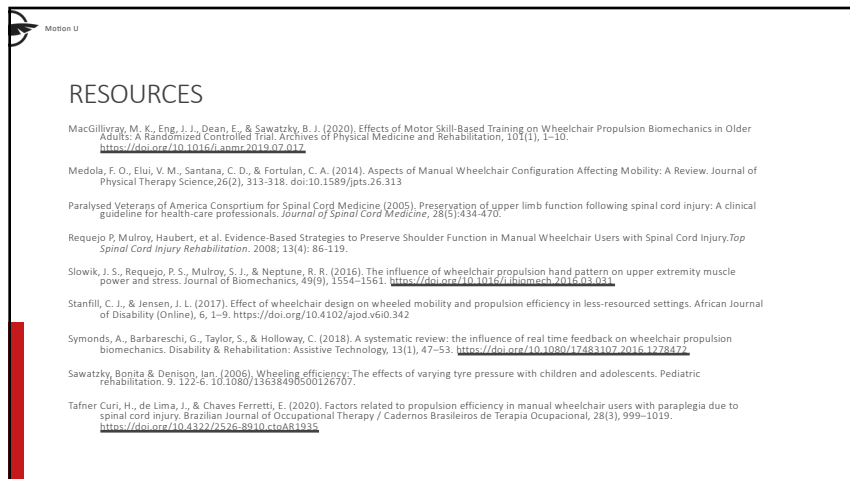 Motion U
RESOURCES
MacGillivray, M. K., Eng, J. J., Dean, E., & Sawatzky, B. J. (2020). Effects of Motor Skill-Based Training on Wheelchair Propulsion Biomechanics in Older
Adults: A Randomized Controlled Trial. Archives of Physical Medicine and Rehabilitation, 101(1), 1–10.
https://doi.org/10.1016/j.apmr.2019.07.017
Medola, F. O., Elui, V. M., Santana, C. D., & Fortulan, C. A. (2014). Aspects of Manual Wheelchair Configuration Affecting Mobility: A Review. Journal of
Physical Therapy Science,26(2), 313-318. doi:10.1589/jpts.26.313
Paralysed Veterans of America Consortium for Spinal Cord Medicine (2005). Preservation of upper limb function following spinal cord injury: A clinical
guideline for health-care professionals. Journal of Spinal Cord Medicine, 28(5):434-470.
Requejo P, Mulroy, Haubert, et al. Evidence-Based Strategies to Preserve Shoulder Function in Manual Wheelchair Users with Spinal Cord Injury.Top
Spinal Cord Injury Rehabilitation. 2008; 13(4): 86-119.
Slowik, J. S., Requejo, P. S., Mulroy, S. J., & Neptune, R. R. (2016). The influence of wheelchair propulsion hand pattern on upper extremity muscle
power and stress. Journal of Biomechanics, 49(9), 1554–1561. https://doi.org/10.1016/j.jbiomech.2016.03.031
Stanfill, C. J., & Jensen, J. L. (2017). Effect of wheelchair design on wheeled mobility and propulsion efficiency in less-resourced settings. African Journal
of Disability (Online), 6, 1–9. https://doi.org/10.4102/ajod.v6i0.342
Symonds, A., Barbareschi, G., Taylor, S., & Holloway, C. (2018). A systematic review: the influence of real time feedback on wheelchair propulsion
biomechanics. Disability & Rehabilitation: Assistive Technology, 13(1), 47–53. https://doi.org/10.1080/17483107.2016.1278472
Sawatzky, Bonita & Denison, Ian. (2006). Wheeling efficiency: The effects of varying tyre pressure with children and adolescents. Pediatric
rehabilitation. 9. 122-6. 10.1080/13638490500126707.
Tafner Curi, H., de Lima, J., & Chaves Ferretti, E. (2020). Factors related to propulsion efficiency in manual wheelchair users with paraplegia due to
spinal cord injury. Brazilian Journal of Occupational Therapy / Cadernos Brasileiros de Terapia Ocupacional, 28(3), 999–1019.
https://doi.org/10.4322/2526-8910.ctoAR1935